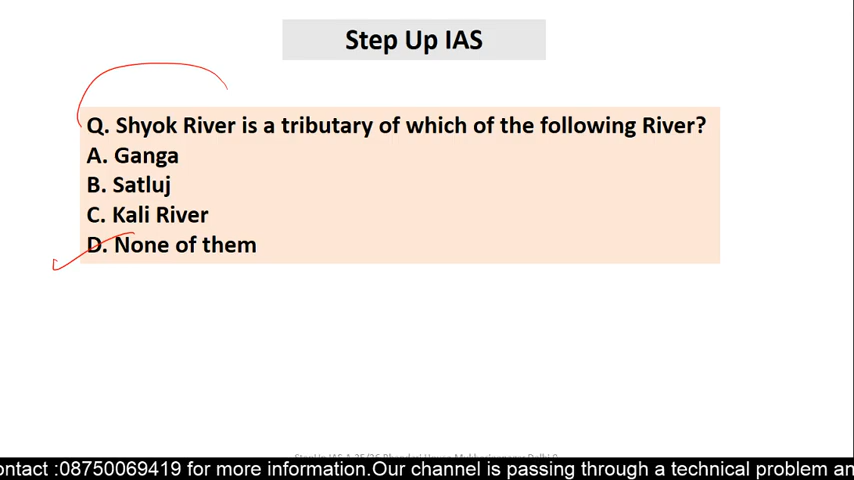 Step Up IAS
Q. Shyok River is a tributary of which of the following River?
A. Ganga
B. Satluj
C. Kali River
D. None of them
ontact :08750069419 for more information.Our channel is passing through a technical problem an